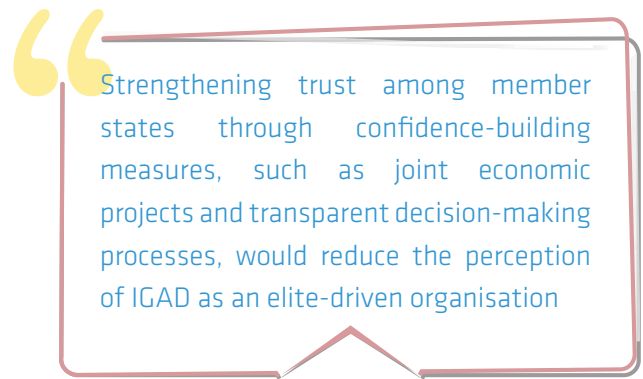 Strengthening trust among member
states through confidence-building
measures, such as joint economic
projects and transparent decision-making
processes, would reduce the perception
of IGAD as an elite-driven organisation